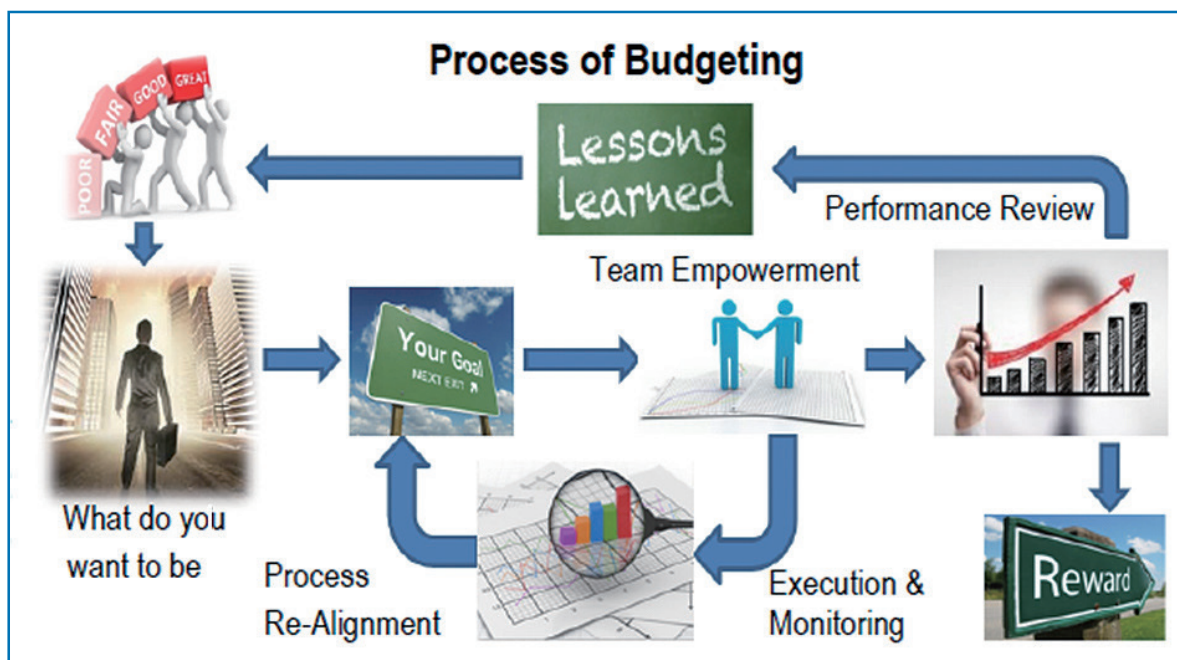 Process of Budgeting
POOR
FAIR
GOOD
GREAT
Lessons
Learned
Performance Review
Team Empowerment
Your Goal
NEXT EXIT
What do you
want to be
Process
Re-Alignment
Execution &
Monitoring
Reward